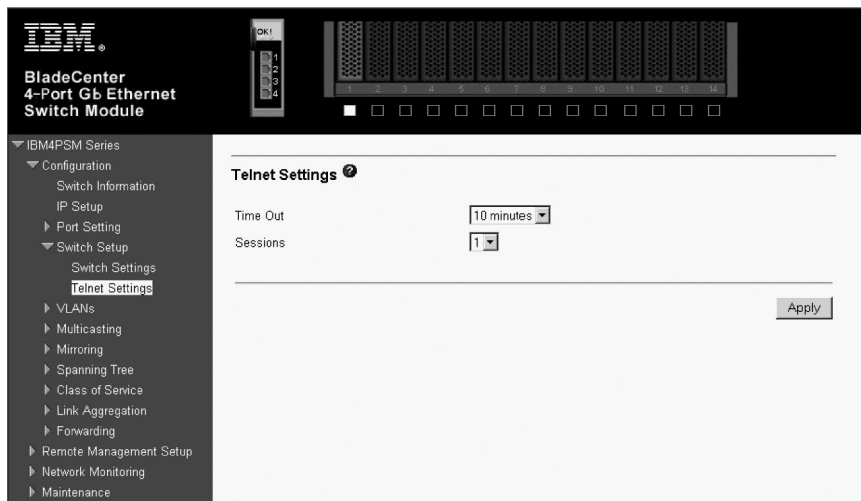 IBM®
BladeCenter
4-Port Gb Ethernet
Switch Module
OK!
1
2
3
4
1 2 3 4 5 6 7 8 9 10 11 12 13 14
IBM4PSM Series
Configuration
Switch Information
IP Setup
Port Setting
Switch Setup
Switch Settings
Telnet Settings
VLANs
Multicasting
Mirroring
Spanning Tree
Class of Service
Link Aggregation
Forwarding
Remote Management Setup
Network Monitoring
Maintenance
Telnet Settings ?
Time Out 10 minutes
Sessions 1
Apply